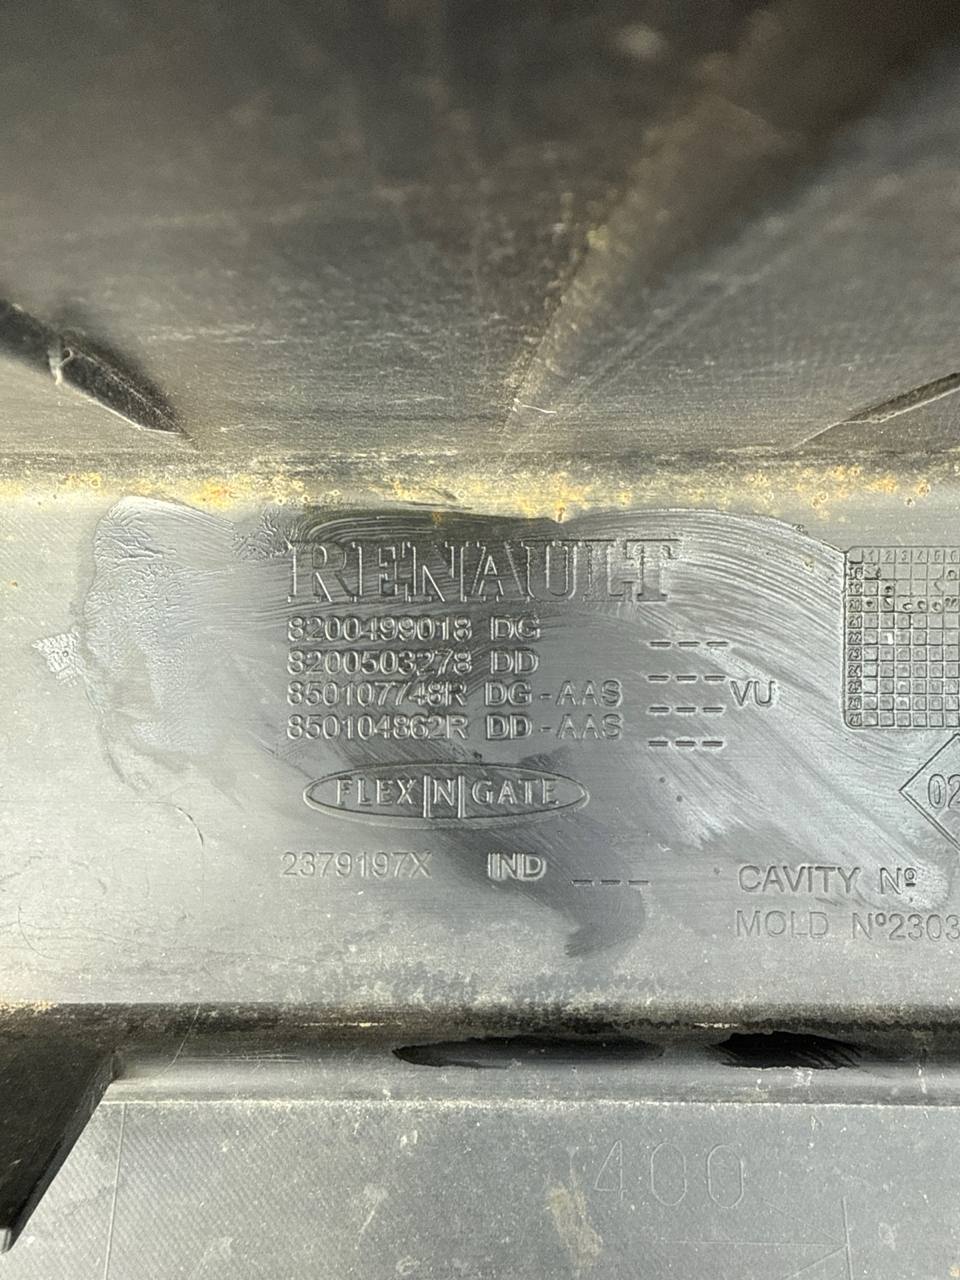 RENAULT
8200499018 DG
8200503278 DD
850107748R DG-AAS
VU
850104862R DD-AAS
FLEX|N|GATE
2379197X IND
CAVITY Nº
MOLD Nº2303
02
400